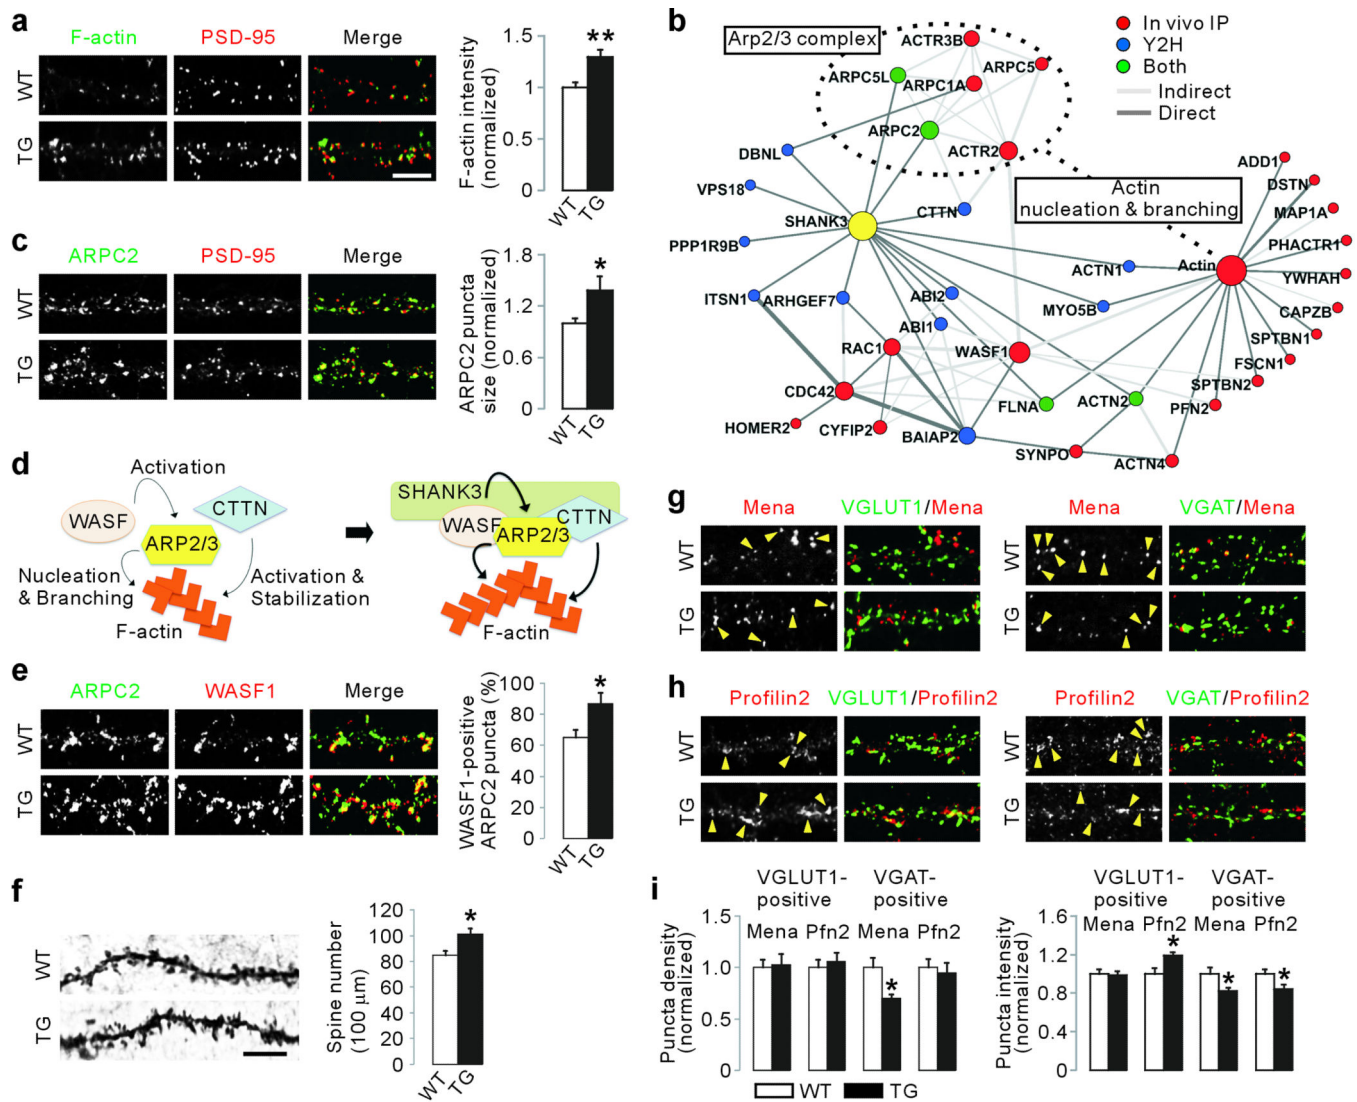 a
F-actin
PSD-95
Merge
WT
TG
F-actin intensity
(normalized)
1.5
1
0.5
0
**
WT
TG
b
Arp2/3 complex
ACTR3B
ARPC5L
ARPC1A
ARPC5
ARPC2
ACTR2
In vivo IP
Y2H
Both
Indirect
Direct
DBNL
VPS18
SHANK3
CTTN
PPP1R9B
Actin
nucleation & branching
ADD1
DSTN
MAP1A
PHACTR1
Actin
YWHAH
CAPZB
SPTBN1
FSCN1
SPTBN2
PFN2
ACTN1
MYO5B
ITSN1
ARHGEF7
ABI2
ABI1
RAC1
WASF1
CDC42
FLNA
ACTN2
HOMER2
CYFIP2
BAIAP2
SYNPO
ACTN4
c
ARPC2
PSD-95
Merge
WT
TG
ARPC2 puncta
size (normalized)
1.8
1.2
0.6
0
*
WT
TG
d
Activation
WASF
CTTN
ARP2/3
Nucleation
& Branching
Activation &
Stabilization
F-actin
SHANK3
WASF
CTTN
ARP2/3
F-actin
e
ARPC2
WASF1
Merge
WT
TG
WASF1-positive
ARPC2 puncta (%)
100
80
60
40
20
0
*
WT
TG
f
WT
TG
Spine number
(100 µm)
120
100
80
60
40
20
0
*
WT
TG
g
Mena
VGLUT1/Mena
Mena
VGAT/Mena
WT
TG
WT
TG
h
Profilin2
VGLUT1/Profilin2
Profilin2
VGAT/Profilin2
WT
TG
WT
TG
i
VGLUT1-
positive
VGAT-
positive
Mena Pfn2 Mena Pfn2
Puncta density
(normalized)
1.5
1.0
0.5
0
*
VGLUT1-
positive
VGAT-
positive
Mena Pfn2 Mena Pfn2
Puncta intensity
(normalized)
1.6
1.2
0.8
0.4
0
*
*
*
WT
TG